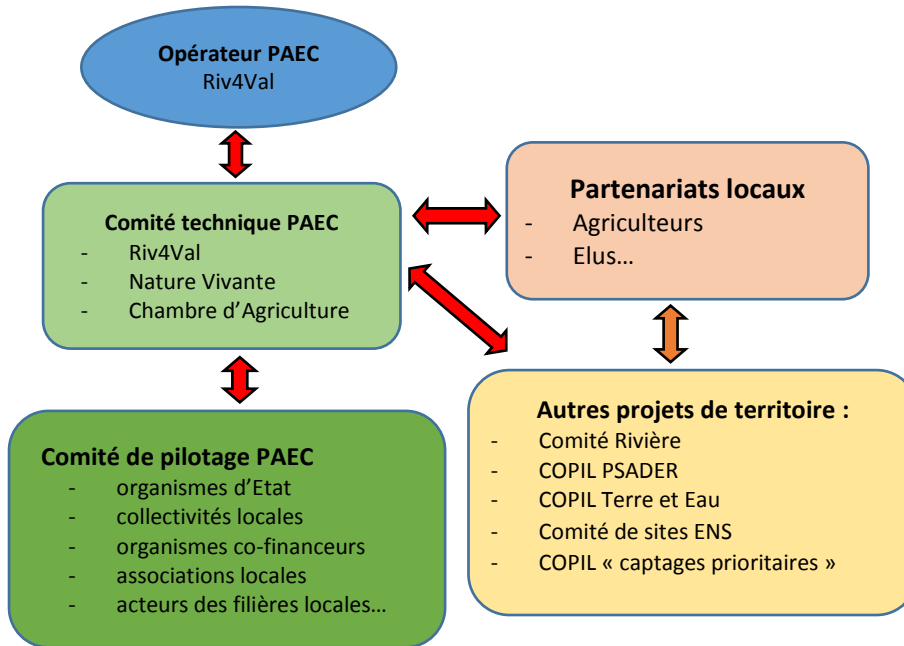 Opérateur PAEC
Riv4Val
Comité technique PAEC
- Riv4Val
- Nature Vivante
- Chambre d’Agriculture
Partenariats locaux
- Agriculteurs
- Elus…
Comité de pilotage PAEC
- organismes d’Etat
- collectivités locales
- organismes co-financeurs
- associations locales
- acteurs des filières locales…
Autres projets de territoire :
- Comité Rivière
- COPIL PSADER
- COPIL Terre et Eau
- Comité de sites ENS
- COPIL « captages prioritaires »